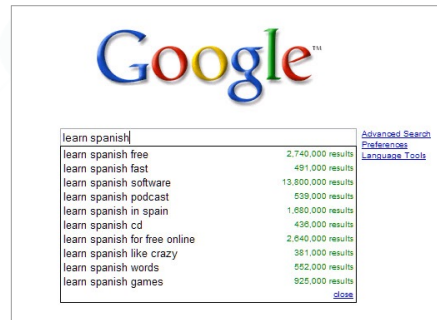 Google™
learn spanish
Advanced Search
Preferences
Language Tools
learn spanish free 2,740,000 results
learn spanish fast 491,000 results
learn spanish software 13,800,000 results
learn spanish podcast 539,000 results
learn spanish in spain 1,680,000 results
learn spanish cd 436,000 results
learn spanish for free online 2,640,000 results
learn spanish like crazy 381,000 results
learn spanish words 552,000 results
learn spanish games 925,000 results
close